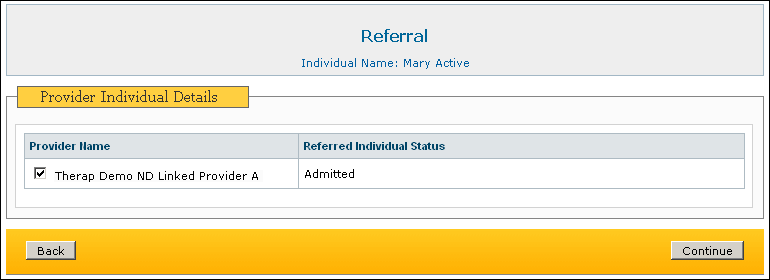 Referral
Individual Name: Mary Active
Provider Individual Details
Provider Name Referred Individual Status
Therap Demo ND Linked Provider A Admitted
Back Continue